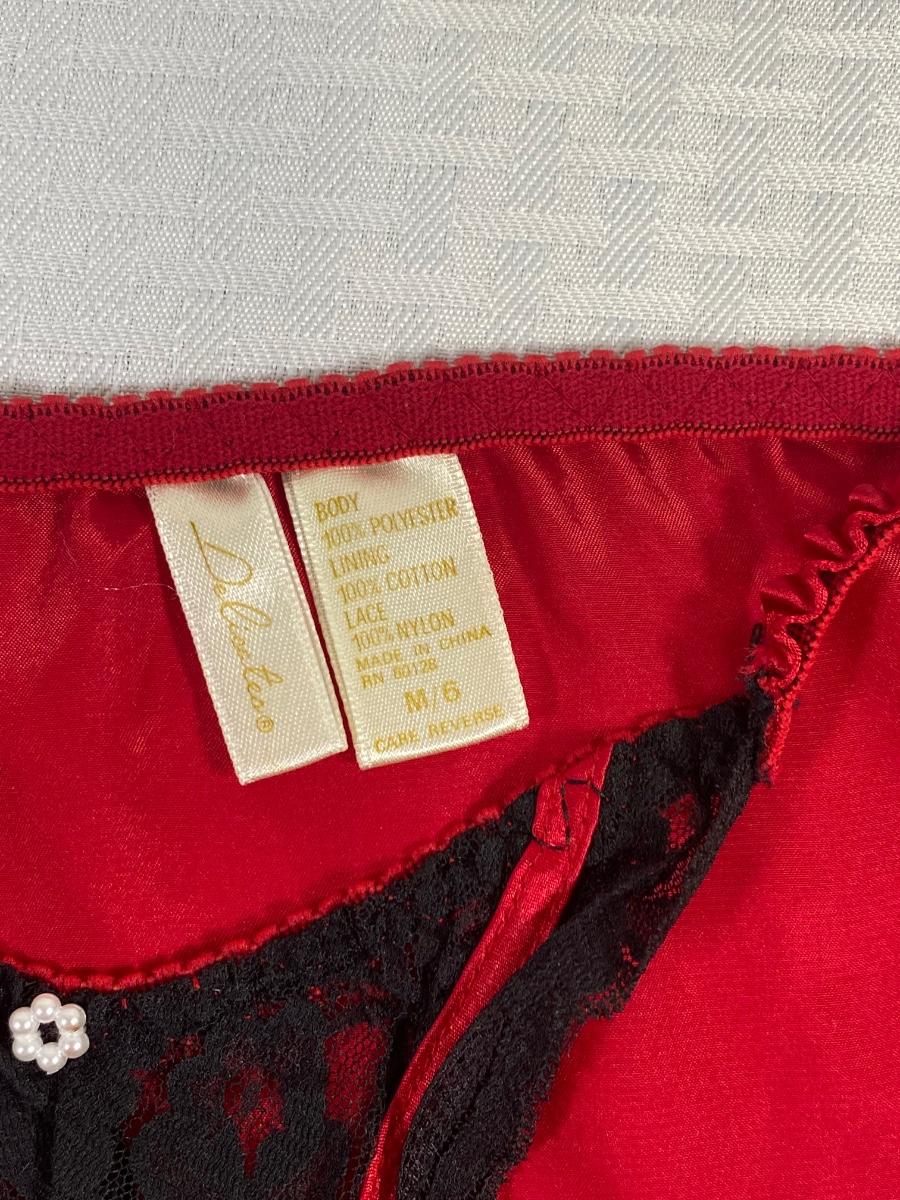 Delicates®
BODY
100% POLYESTER
LINING
100% COTTON
LACE
100% NYLON
MADE IN CHINA
RN 80128
M/6
CARE REVERSE